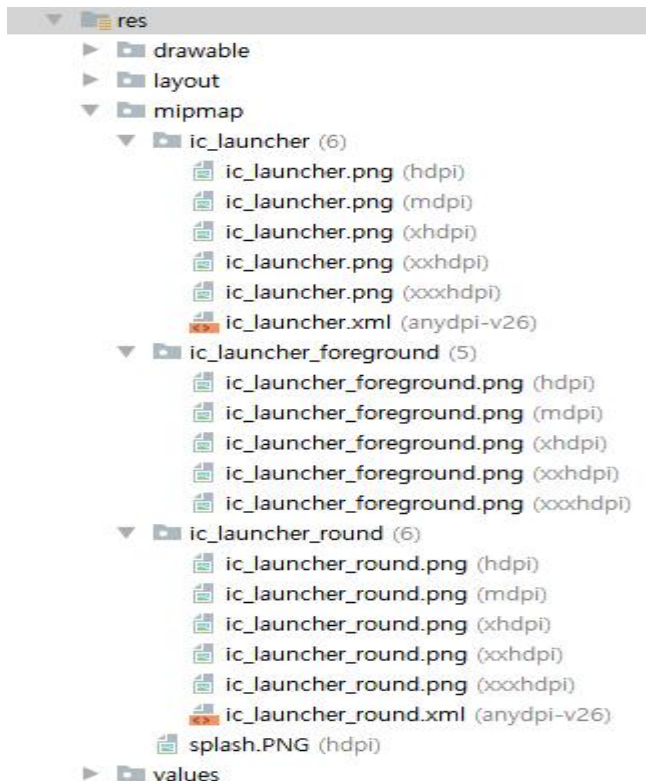 res
drawable
layout
mipmap
ic_launcher (6)
ic_launcher.png (hdpi)
ic_launcher.png (mdpi)
ic_launcher.png (xhdpi)
ic_launcher.png (xxhdpi)
ic_launcher.png (xxxhdpi)
ic_launcher.xml (anydpi-v26)
ic_launcher_foreground (5)
ic_launcher_foreground.png (hdpi)
ic_launcher_foreground.png (mdpi)
ic_launcher_foreground.png (xhdpi)
ic_launcher_foreground.png (xxhdpi)
ic_launcher_foreground.png (xxxhdpi)
ic_launcher_round (6)
ic_launcher_round.png (hdpi)
ic_launcher_round.png (mdpi)
ic_launcher_round.png (xhdpi)
ic_launcher_round.png (xxhdpi)
ic_launcher_round.png (xxxhdpi)
ic_launcher_round.xml (anydpi-v26)
splash.PNG (hdpi)
values